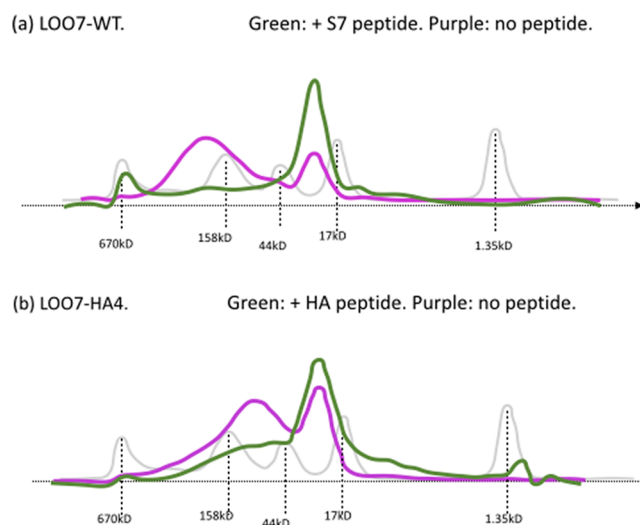 (a) LOO7-WT. Green: + S7 peptide. Purple: no peptide.
670kD 158kD 44kD 17kD 1.35kD
(b) LOO7-HA4. Green: + HA peptide. Purple: no peptide.
670kD 158kD 44kD 17kD 1.35kD